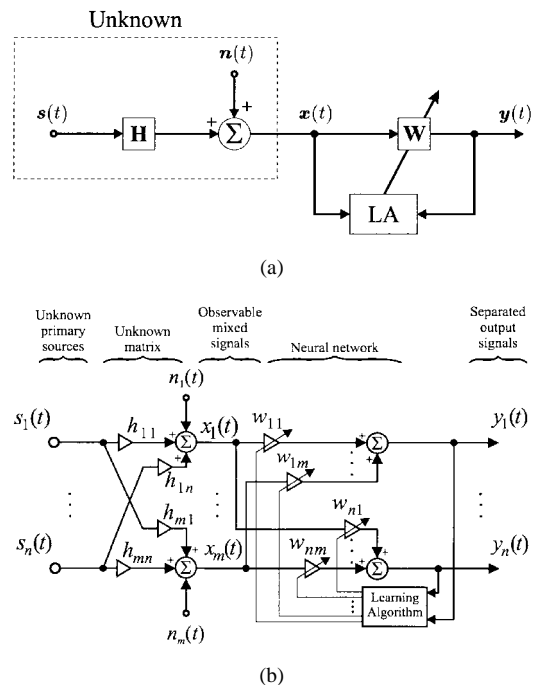 Unknown
n(t)
+
s(t)
H
+
Σ
x(t)
W
y(t)
LA
(a)
Unknown primary sources
Unknown matrix
Observable mixed signals
Neural network
Separated output signals
n₁(t)
s₁(t)
h₁₁
+
Σ
x₁(t)
w₁₁
+
Σ
y₁(t)
+
h₁ₙ
w₁ₘ
+
hₘ₁
wₙ₁
sₙ(t)
hₘₙ
+
+
Σ
+
xₘ(t)
wₙₘ
+
+
Σ
yₙ(t)
Learning
Algorithm
nₘ(t)
(b)